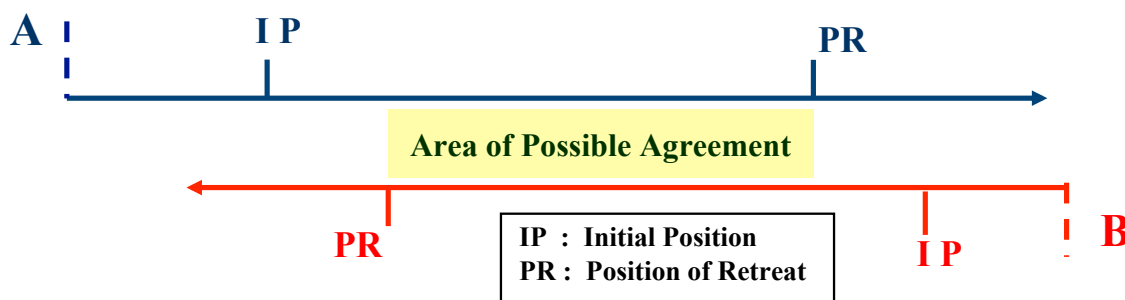 A
I P
PR
Area of Possible Agreement
PR
I P
B
IP : Initial Position
PR : Position of Retreat